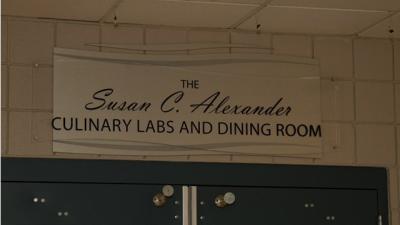 THE
Susan C. Alexander
CULINARY LABS AND DINING ROOM